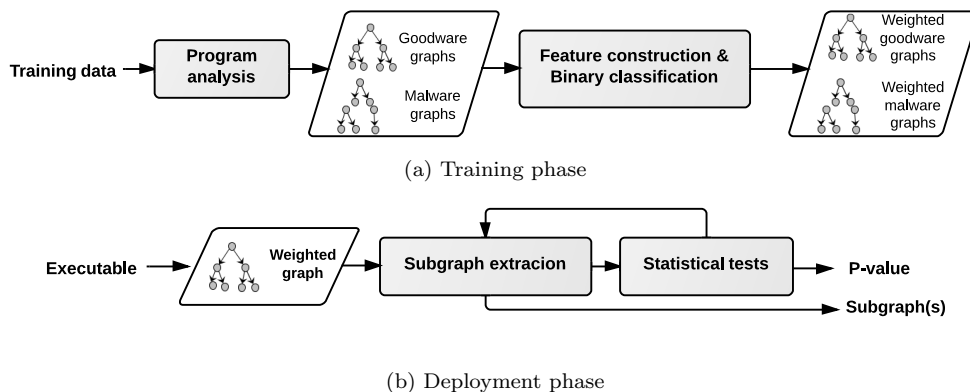 Training data
Program
analysis
Goodware
graphs
Malware
graphs
Feature construction &
Binary classification
Weighted
goodware
graphs
Weighted
malware
graphs
(a) Training phase
Executable
Weighted
graph
Subgraph extracion
Statistical tests
P-value
Subgraph(s)
(b) Deployment phase